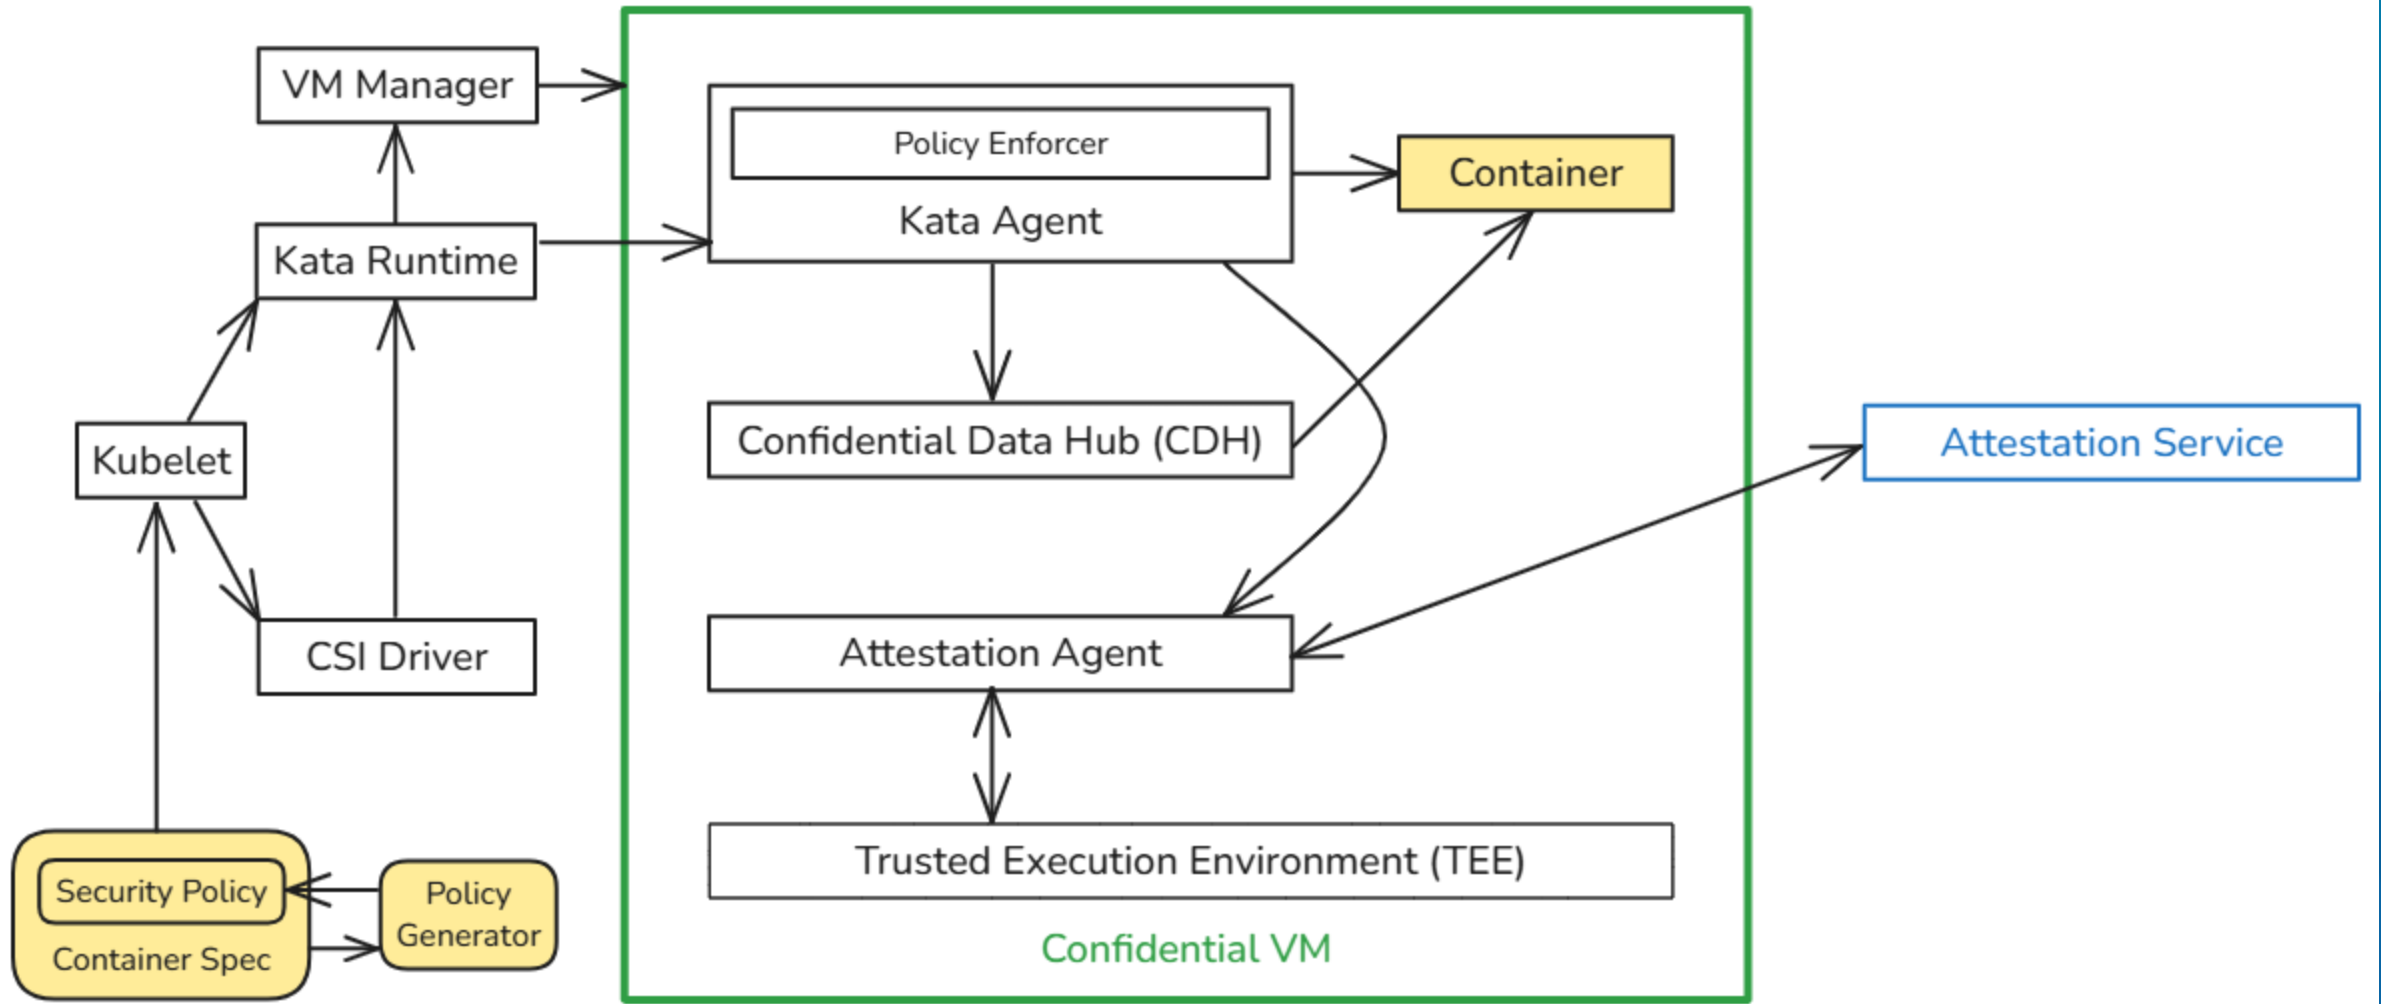 VM Manager
Policy Enforcer
Container
Kata Agent
Kata Runtime
Confidential Data Hub (CDH)
Attestation Service
Kubelet
CSI Driver
Attestation Agent
Trusted Execution Environment (TEE)
Security Policy
Policy
Generator
Container Spec
Confidential VM